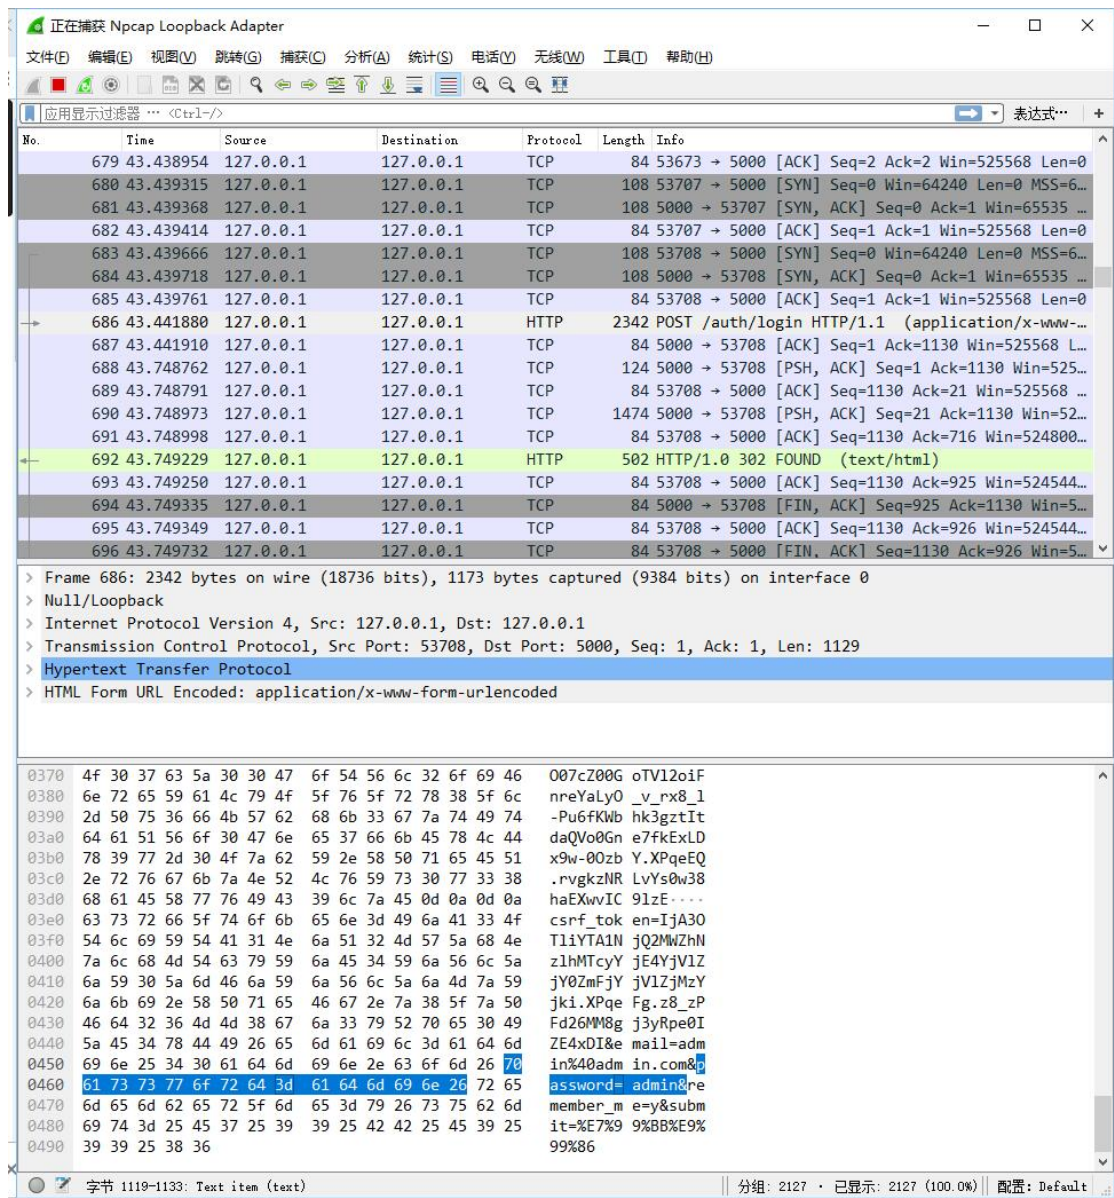 正在捕获 Npcap Loopback Adapter
文件(F) 编辑(E) 视图(V) 跳转(G) 捕获(C) 分析(A) 统计(S) 电话(Y) 无线(W) 工具(T) 帮助(H)
应用显示过滤器 … <Ctrl-/> 表达式… +
No. Time Source Destination Protocol Length Info
679 43.438954 127.0.0.1 127.0.0.1 TCP 84 53673 → 5000 [ACK] Seq=2 Ack=2 Win=525568 Len=0
680 43.439315 127.0.0.1 127.0.0.1 TCP 108 53707 → 5000 [SYN] Seq=0 Win=64240 Len=0 MSS=6…
681 43.439368 127.0.0.1 127.0.0.1 TCP 108 5000 → 53707 [SYN, ACK] Seq=0 Ack=1 Win=65535 …
682 43.439414 127.0.0.1 127.0.0.1 TCP 84 53707 → 5000 [ACK] Seq=1 Ack=1 Win=525568 Len=0
683 43.439666 127.0.0.1 127.0.0.1 TCP 108 53708 → 5000 [SYN] Seq=0 Win=64240 Len=0 MSS=6…
684 43.439718 127.0.0.1 127.0.0.1 TCP 108 5000 → 53708 [SYN, ACK] Seq=0 Ack=1 Win=65535 …
685 43.439761 127.0.0.1 127.0.0.1 TCP 84 53708 → 5000 [ACK] Seq=1 Ack=1 Win=525568 Len=0
686 43.441880 127.0.0.1 127.0.0.1 HTTP 2342 POST /auth/login HTTP/1.1 (application/x-www-…
687 43.441910 127.0.0.1 127.0.0.1 TCP 84 5000 → 53708 [ACK] Seq=1 Ack=1130 Win=525568 L…
688 43.748762 127.0.0.1 127.0.0.1 TCP 124 5000 → 53708 [PSH, ACK] Seq=1 Ack=1130 Win=525…
689 43.748791 127.0.0.1 127.0.0.1 TCP 84 53708 → 5000 [ACK] Seq=1130 Ack=21 Win=525568 …
690 43.748973 127.0.0.1 127.0.0.1 TCP 1474 5000 → 53708 [PSH, ACK] Seq=21 Ack=1130 Win=52…
691 43.748998 127.0.0.1 127.0.0.1 TCP 84 53708 → 5000 [ACK] Seq=1130 Ack=716 Win=524800…
692 43.749229 127.0.0.1 127.0.0.1 HTTP 502 HTTP/1.0 302 FOUND (text/html)
693 43.749250 127.0.0.1 127.0.0.1 TCP 84 53708 → 5000 [ACK] Seq=1130 Ack=925 Win=524544…
694 43.749335 127.0.0.1 127.0.0.1 TCP 84 5000 → 53708 [FIN, ACK] Seq=925 Ack=1130 Win=5…
695 43.749349 127.0.0.1 127.0.0.1 TCP 84 53708 → 5000 [ACK] Seq=1130 Ack=926 Win=524544…
696 43.749732 127.0.0.1 127.0.0.1 TCP 84 53708 → 5000 [FIN, ACK] Seq=1130 Ack=926 Win=5…
> Frame 686: 2342 bytes on wire (18736 bits), 1173 bytes captured (9384 bits) on interface 0
> Null/Loopback
> Internet Protocol Version 4, Src: 127.0.0.1, Dst: 127.0.0.1
> Transmission Control Protocol, Src Port: 53708, Dst Port: 5000, Seq: 1, Ack: 1, Len: 1129
> Hypertext Transfer Protocol
> HTML Form URL Encoded: application/x-www-form-urlencoded
0370 4f 30 37 63 5a 30 30 47 6f 54 56 6c 32 6f 69 46 O07cZ00G oTVl2oiF
0380 6e 72 65 59 61 4c 79 4f 5f 76 5f 72 78 38 5f 6c nreYaLyO _v_rx8_l
0390 2d 50 75 36 66 4b 57 62 68 6b 33 67 7a 74 49 74 -Pu6fKWb hk3gztIt
03a0 64 61 51 56 6f 30 47 6e 65 37 66 6b 45 78 4c 44 daQVo0Gn e7fkExLD
03b0 78 39 77 2d 30 4f 7a 62 59 2e 58 50 71 65 45 51 x9w-0Ozb Y.XPqeEQ
03c0 2e 72 76 67 6b 7a 4e 52 4c 76 59 73 30 77 33 38 .rvgkzNR LvYs0w38
03d0 68 61 45 58 77 76 49 43 39 6c 7a 45 0d 0a 0d 0a haEXwvIC 9lzE····
03e0 63 73 72 66 5f 74 6f 6b 65 6e 3d 49 6a 41 33 4f csrf_tok en=IjA3O
03f0 54 6c 69 59 54 41 31 4e 6a 51 32 4d 57 5a 68 4e TliYTA1N jQ2MWZhN
0400 7a 6c 68 4d 54 63 79 59 6a 45 34 59 6a 56 6c 5a zlhMTcyY jE4YjVlZ
0410 6a 59 30 5a 6d 46 6a 59 6a 56 6c 5a 6a 4d 7a 59 jY0ZmFjY jVlZjMzY
0420 6a 6b 69 2e 58 50 71 65 46 67 2e 7a 38 5f 7a 50 jki.XPqe Fg.z8_zP
0430 46 64 32 36 4d 4d 38 67 6a 33 79 52 70 65 30 49 Fd26MM8g j3yRpe0I
0440 5a 45 34 78 44 49 26 65 6d 61 69 6c 3d 61 64 6d ZE4xDI&e mail=adm
0450 69 6e 25 34 30 61 64 6d 69 6e 2e 63 6f 6d 26 70 in%40adm in.com&p
0460 61 73 73 77 6f 72 64 3d 61 64 6d 69 6e 26 72 65 assword= admin&re
0470 6d 65 6d 62 65 72 5f 6d 65 3d 79 26 73 75 62 6d member_m e=y&subm
0480 69 74 3d 25 45 37 25 39 39 25 42 42 25 45 39 25 it=%E7%9 9%BB%E9%
0490 39 39 25 38 36 99%86
字节 1119-1133: Text item (text) 分组: 2127 · 已显示: 2127 (100.0%) 配置: Default